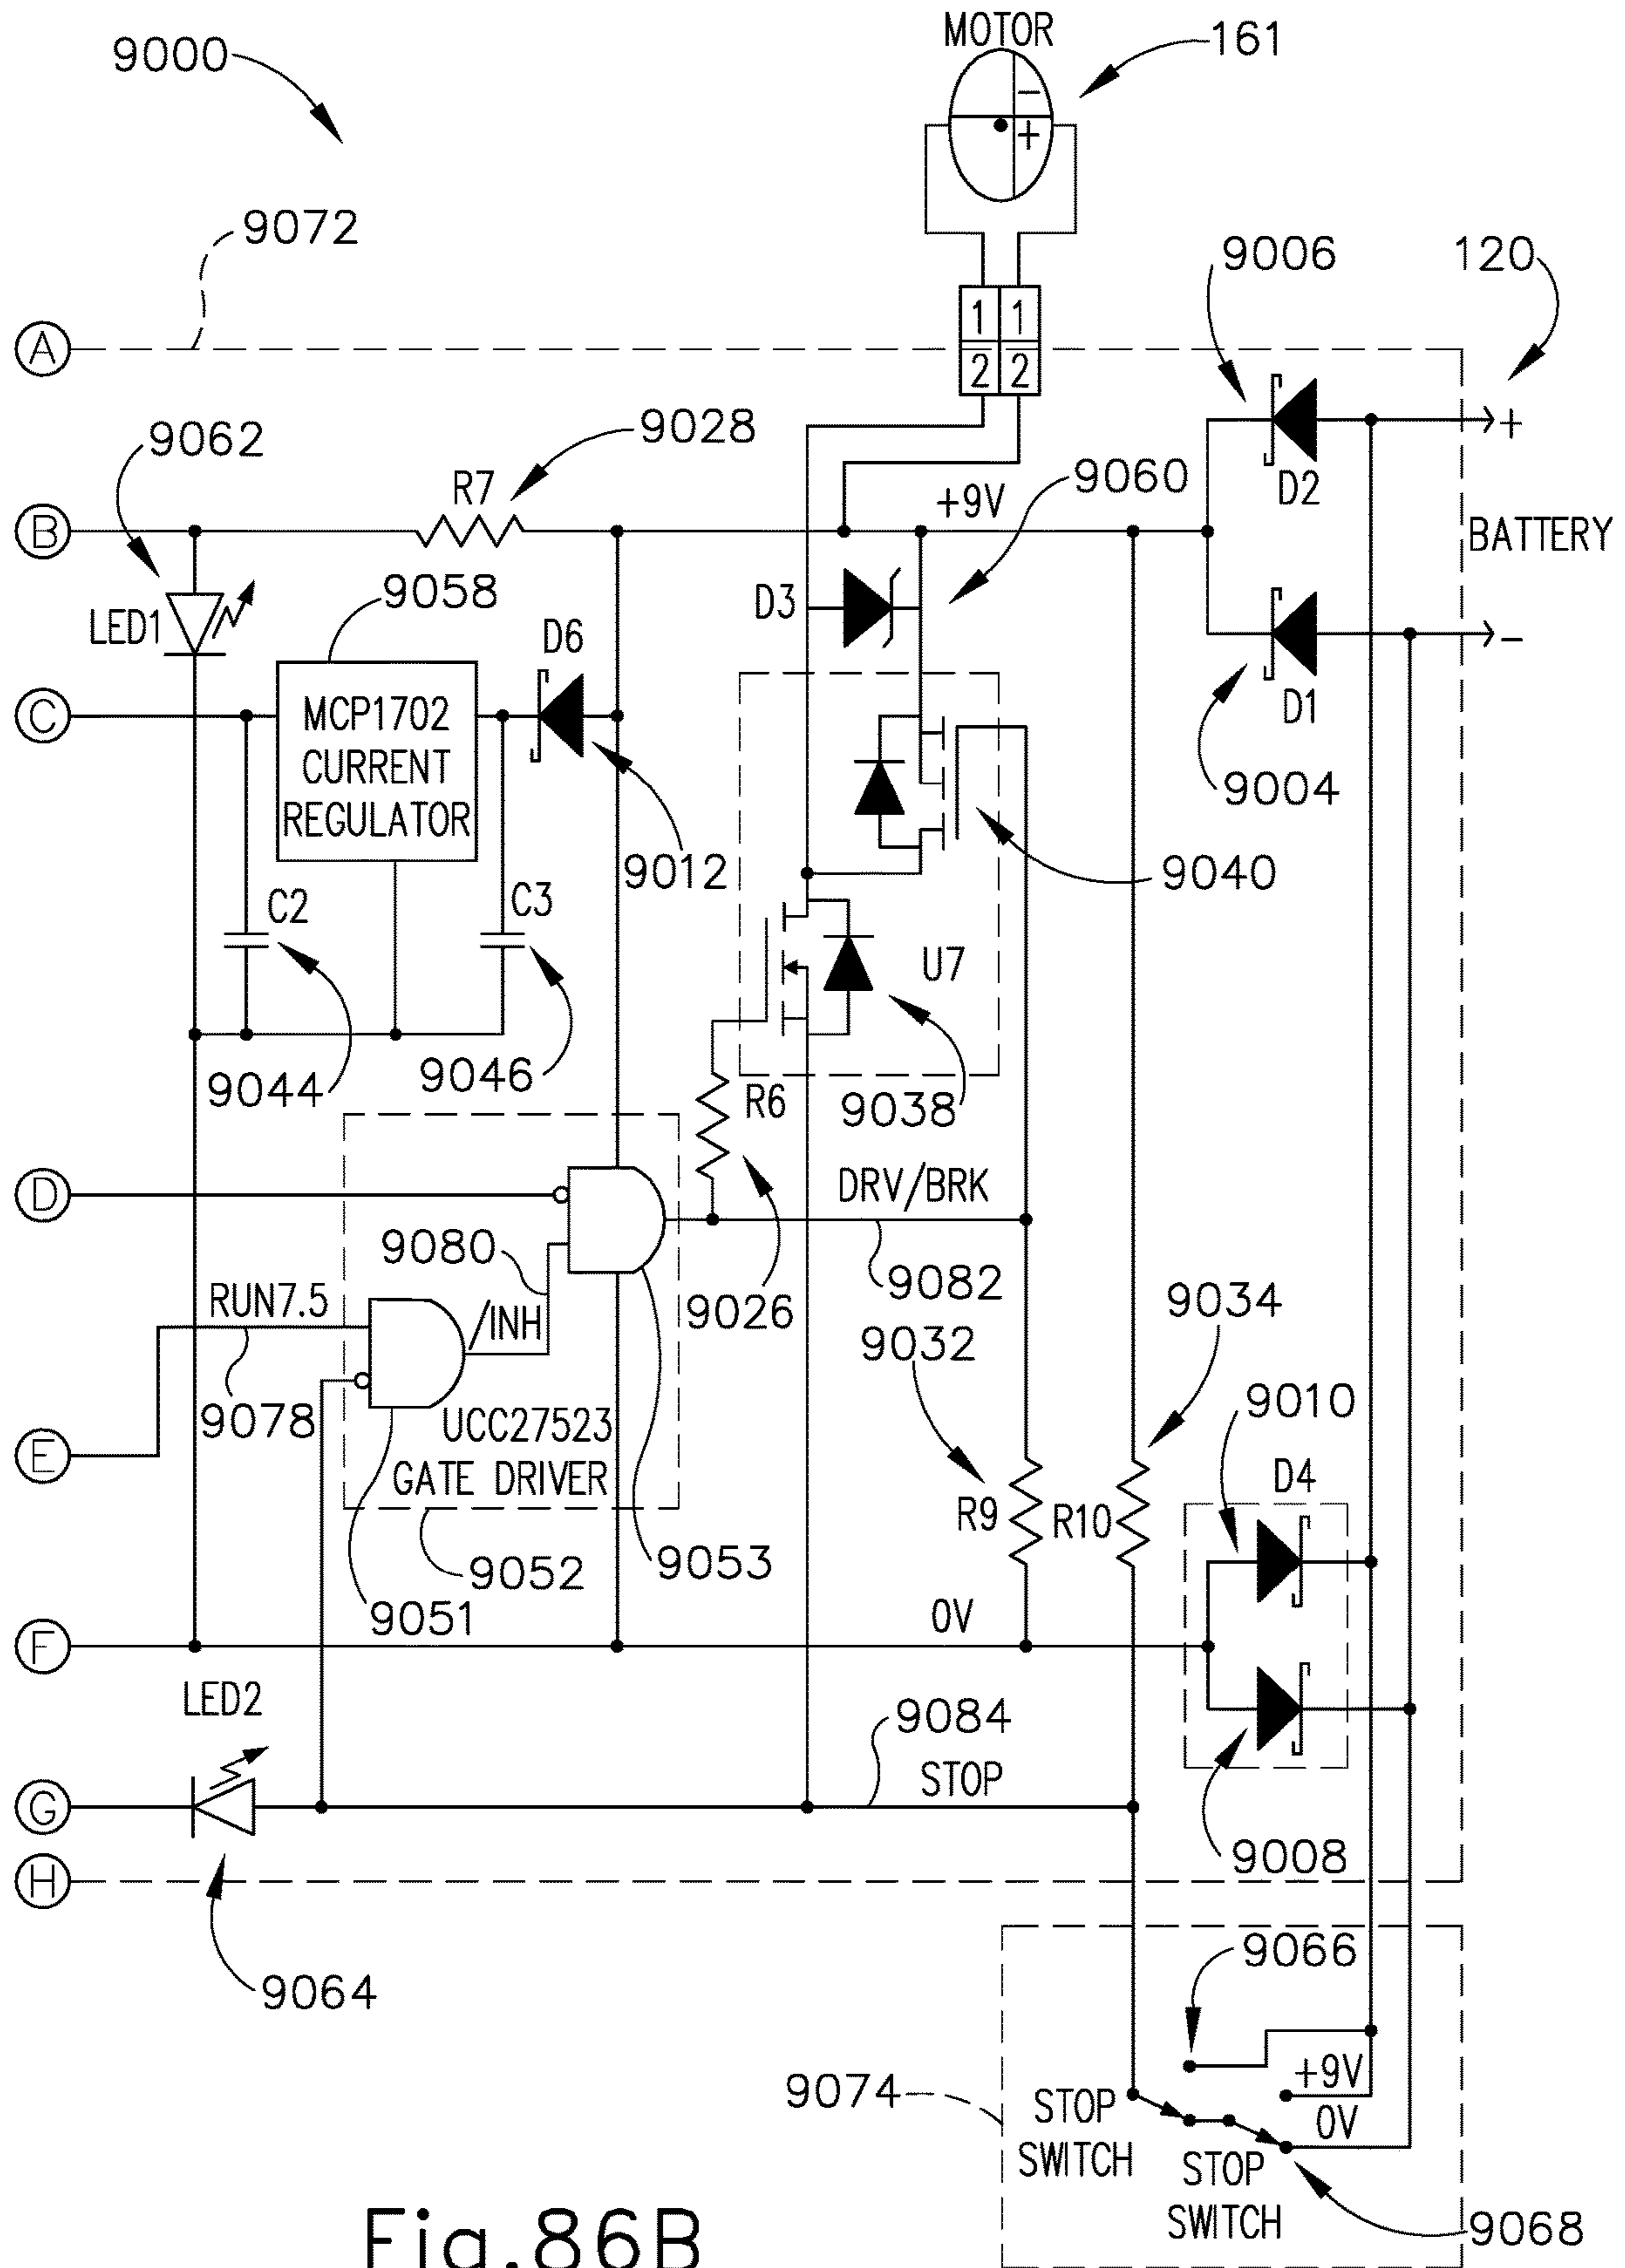 MOTOR
161
9000
−
+
9072
9006
120
1 1
2 2
A
+
D2
9062
9028
R7
9060
+9V
B
BATTERY
9058
D3
LED1
D6
−
C
MCP1702
CURRENT
REGULATOR
D1
9004
9012
9040
C2
C3
U7
9044
9046
9038
R6
D
DRV/BRK
9080
9082
9026
9034
RUN7.5
/INH
9032
9010
9078
UCC27523
GATE DRIVER
E
D4
R9
R10
9052
9053
9051
0V
F
LED2
9084
STOP
G
9008
H
9064
9066
+9V
0V
9074
STOP
SWITCH
STOP
SWITCH
9068
Fig.86B